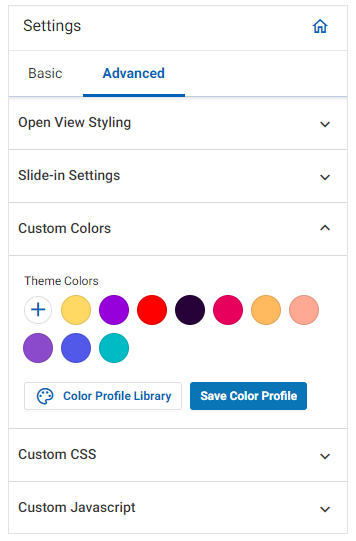 Settings
Basic Advanced
Open View Styling
Slide-in Settings
Custom Colors
Theme Colors
Color Profile Library Save Color Profile
Custom CSS
Custom Javascript